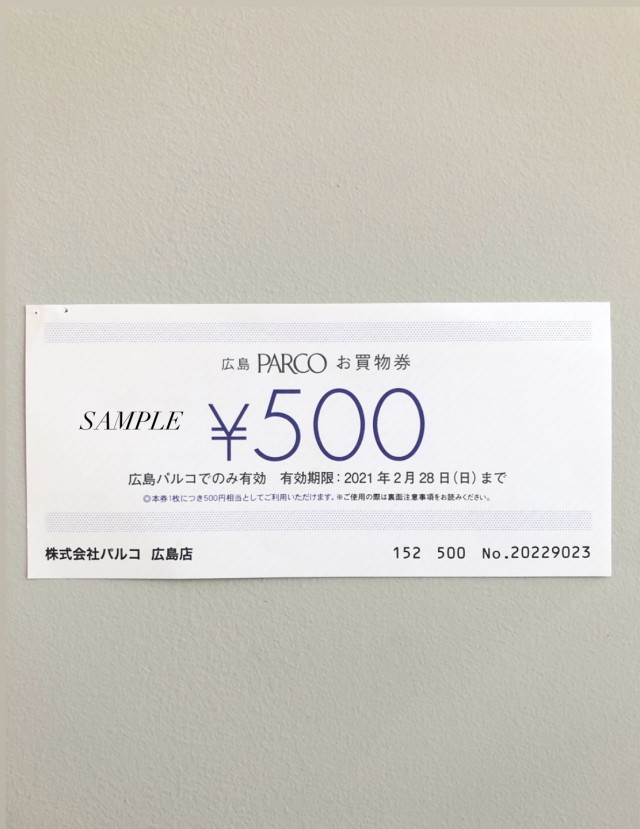 広島 PARCO お買物券
SAMPLE ¥500
広島パルコでのみ有効 有効期限：2021年2月28日(日)まで
◎本券1枚につき500円相当としてご利用いただけます。※ご使用の際は裏面注意事項をお読みください。
株式会社パルコ 広島店 152 500 No.20229023